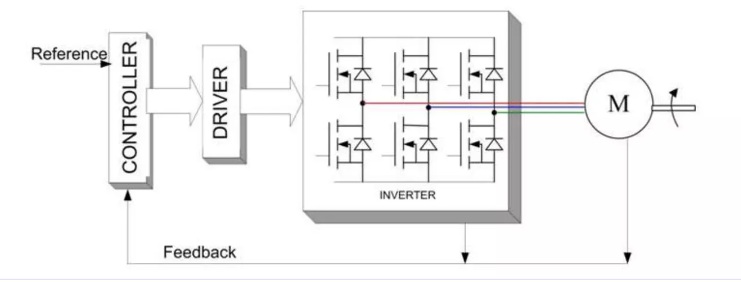 Reference
CONTROLLER
DRIVER
INVERTER
M
Feedback